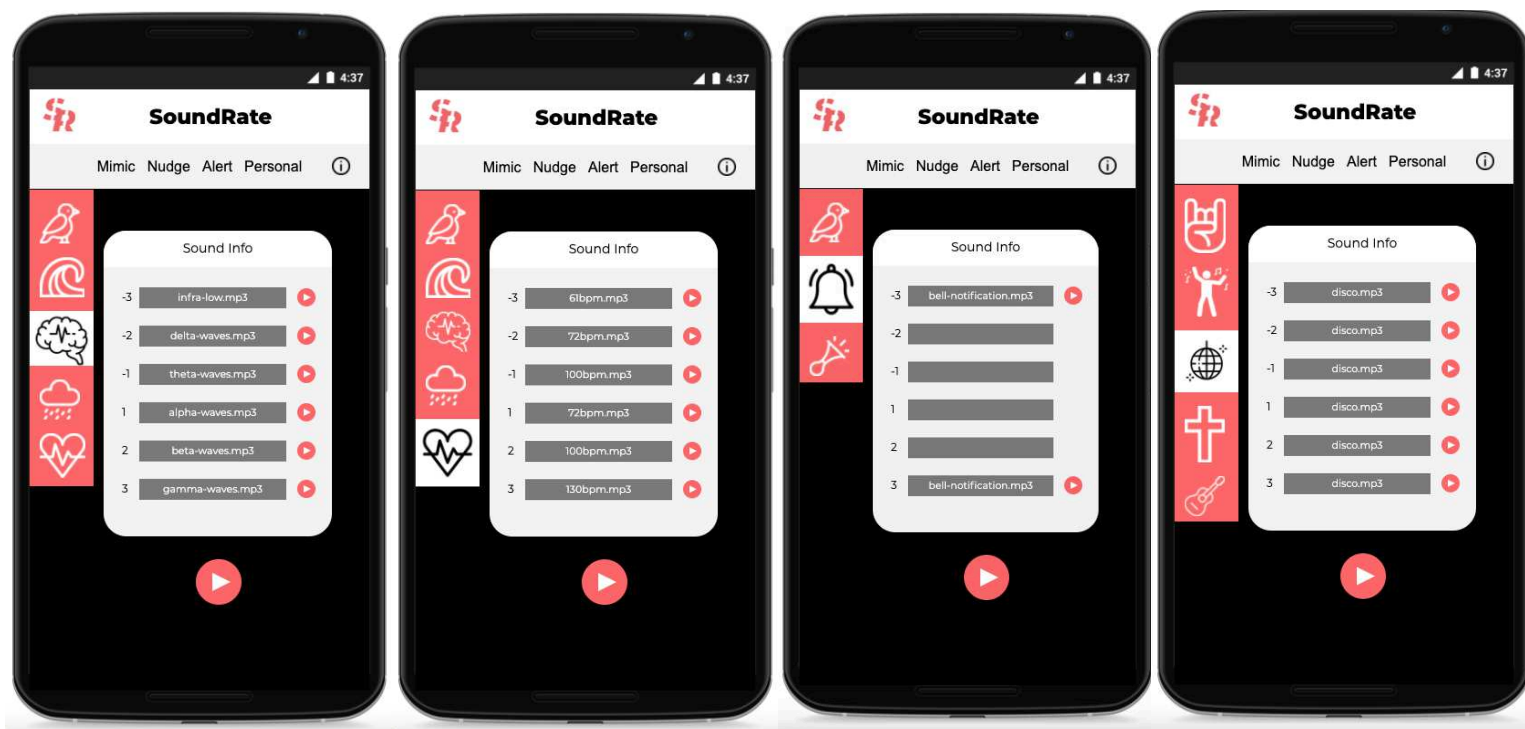 4:37
SR
SoundRate
Mimic Nudge Alert Personal
Sound Info
-3 infra-low.mp3
-2 delta-waves.mp3
-1 theta-waves.mp3
1 alpha-waves.mp3
2 beta-waves.mp3
3 gamma-waves.mp3
4:37
SR
SoundRate
Mimic Nudge Alert Personal
Sound Info
-3 61bpm.mp3
-2 72bpm.mp3
-1 100bpm.mp3
1 72bpm.mp3
2 100bpm.mp3
3 130bpm.mp3
4:37
SR
SoundRate
Mimic Nudge Alert Personal
Sound Info
-3 bell-notification.mp3
-2
-1
1
2
3 bell-notification.mp3
4:37
SR
SoundRate
Mimic Nudge Alert Personal
Sound Info
-3 disco.mp3
-2 disco.mp3
-1 disco.mp3
1 disco.mp3
2 disco.mp3
3 disco.mp3